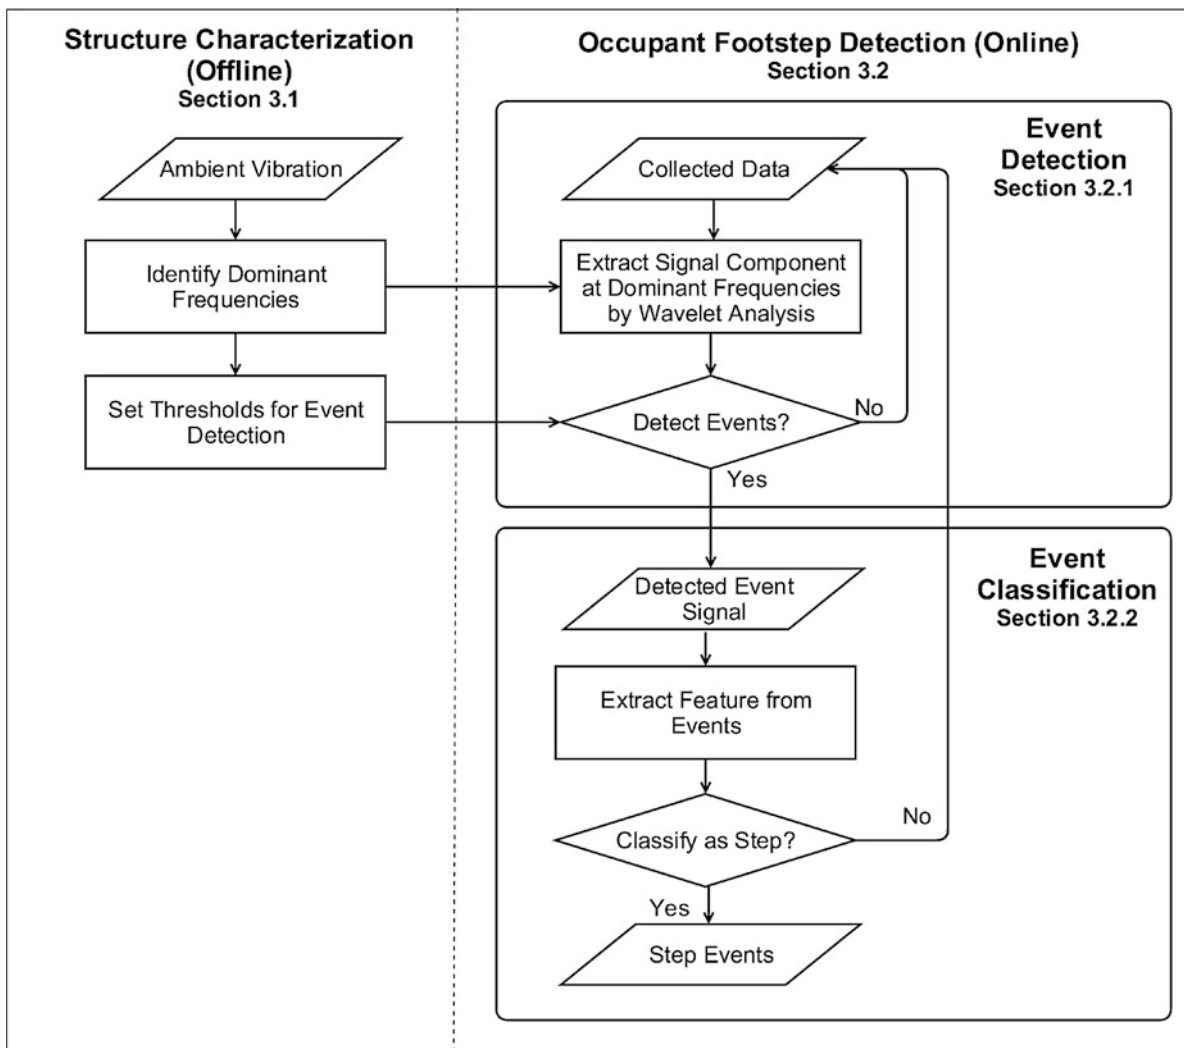 Structure Characterization
(Offline)
Section 3.1
Ambient Vibration
Identify Dominant
Frequencies
Set Thresholds for Event
Detection
Occupant Footstep Detection (Online)
Section 3.2
Event
Detection
Section 3.2.1
Collected Data
Extract Signal Component
at Dominant Frequencies
by Wavelet Analysis
Detect Events?
No
Yes
Event
Classification
Section 3.2.2
Detected Event
Signal
Extract Feature from
Events
Classify as Step?
No
Yes
Step Events